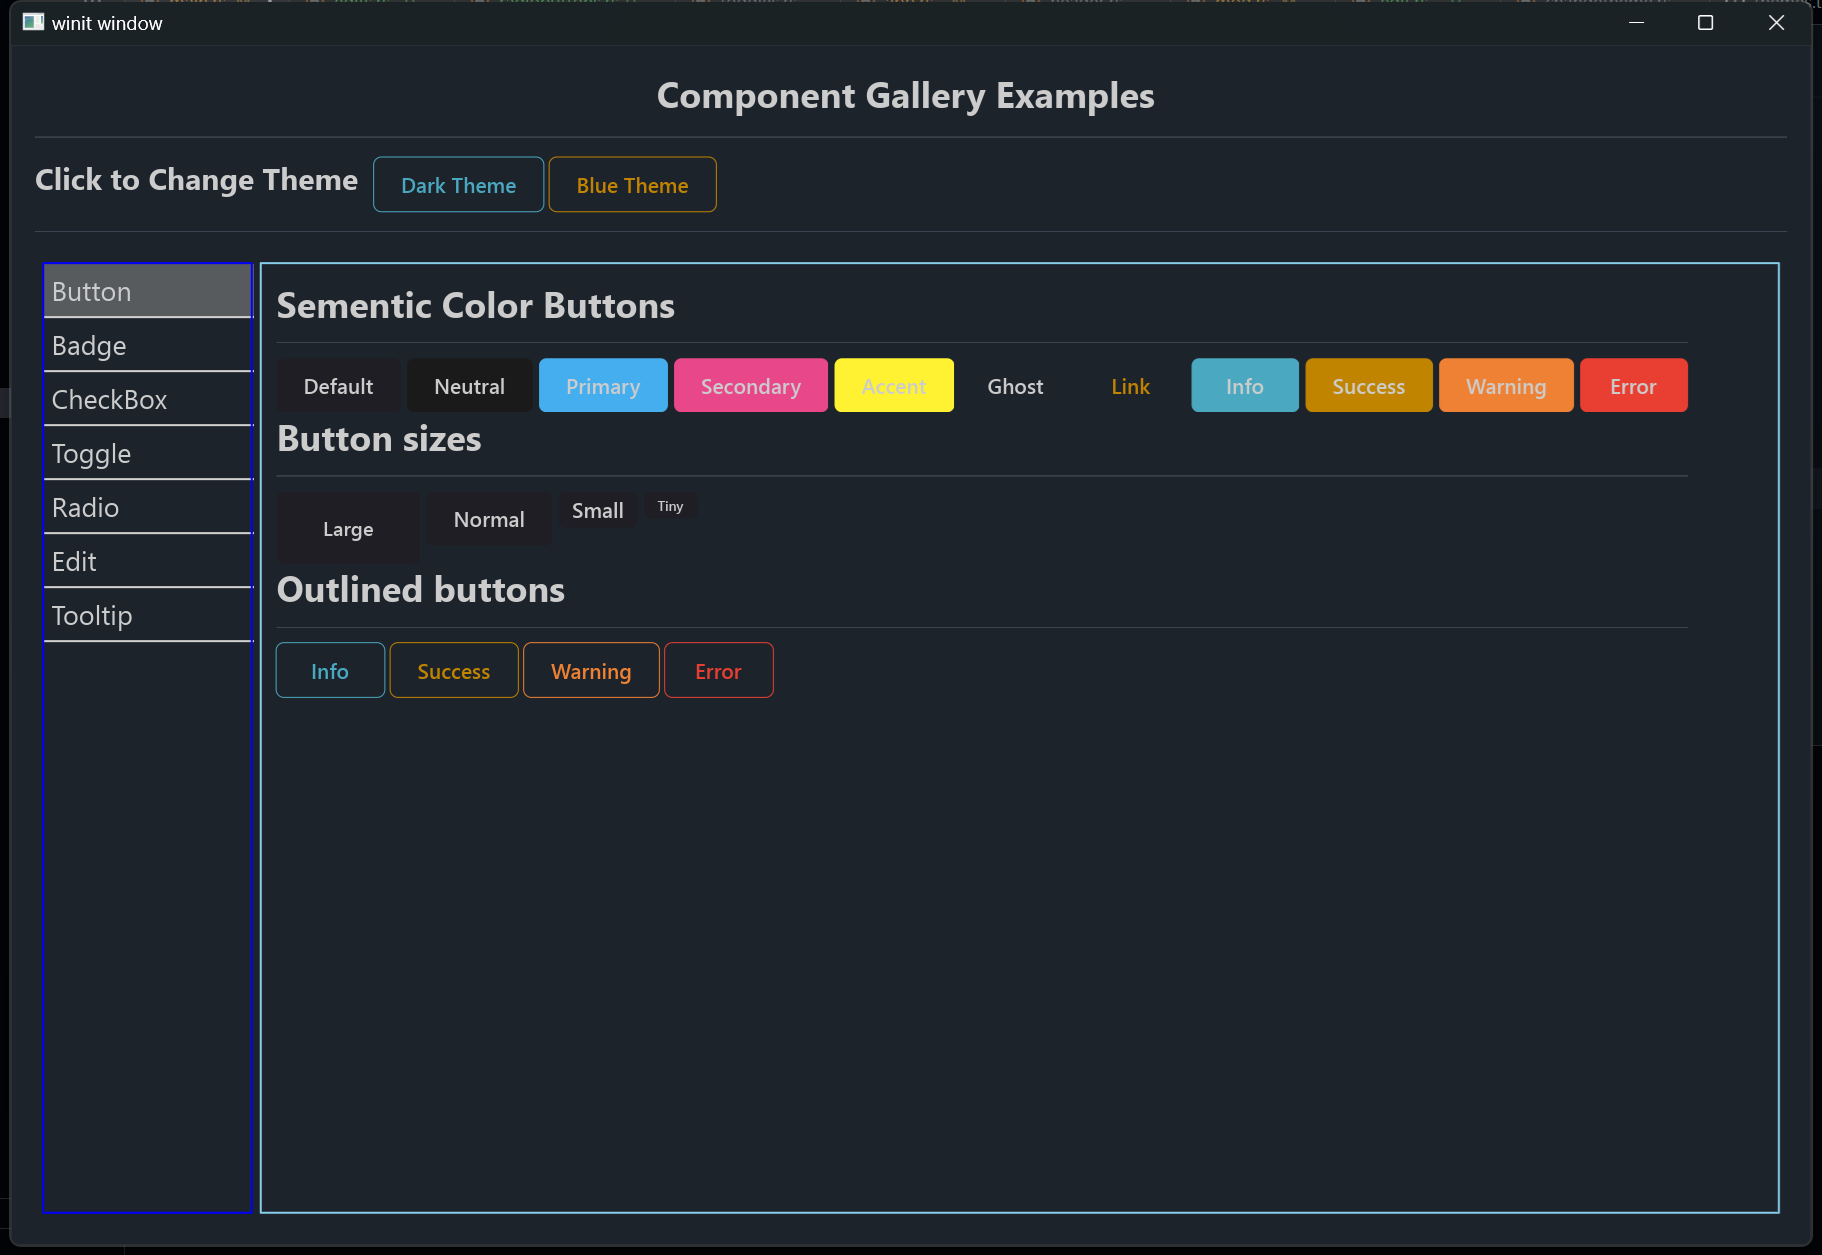 winit window
Component Gallery Examples
Click to Change Theme Dark Theme Blue Theme
Button
Badge
CheckBox
Toggle
Radio
Edit
Tooltip
Sementic Color Buttons
Default Neutral Primary Secondary Accent Ghost Link Info Success Warning Error
Button sizes
Large Normal Small Tiny
Outlined buttons
Info Success Warning Error